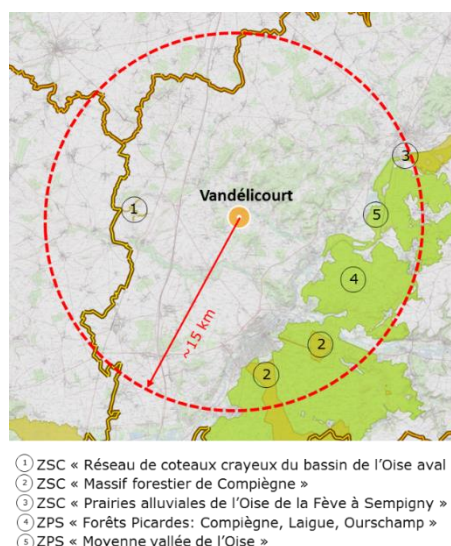 3
Vandélicourt
1
5
4
~15 km
2
2
1 ZSC « Réseau de coteaux crayeux du bassin de l'Oise aval
2 ZSC « Massif forestier de Compiègne »
3 ZSC « Prairies alluviales de l'Oise de la Fève à Sempigny »
4 ZPS « Forêts Picardes: Compiègne, Laigue, Ourschamp »
5 ZPS « Moyenne vallée de l'Oise »